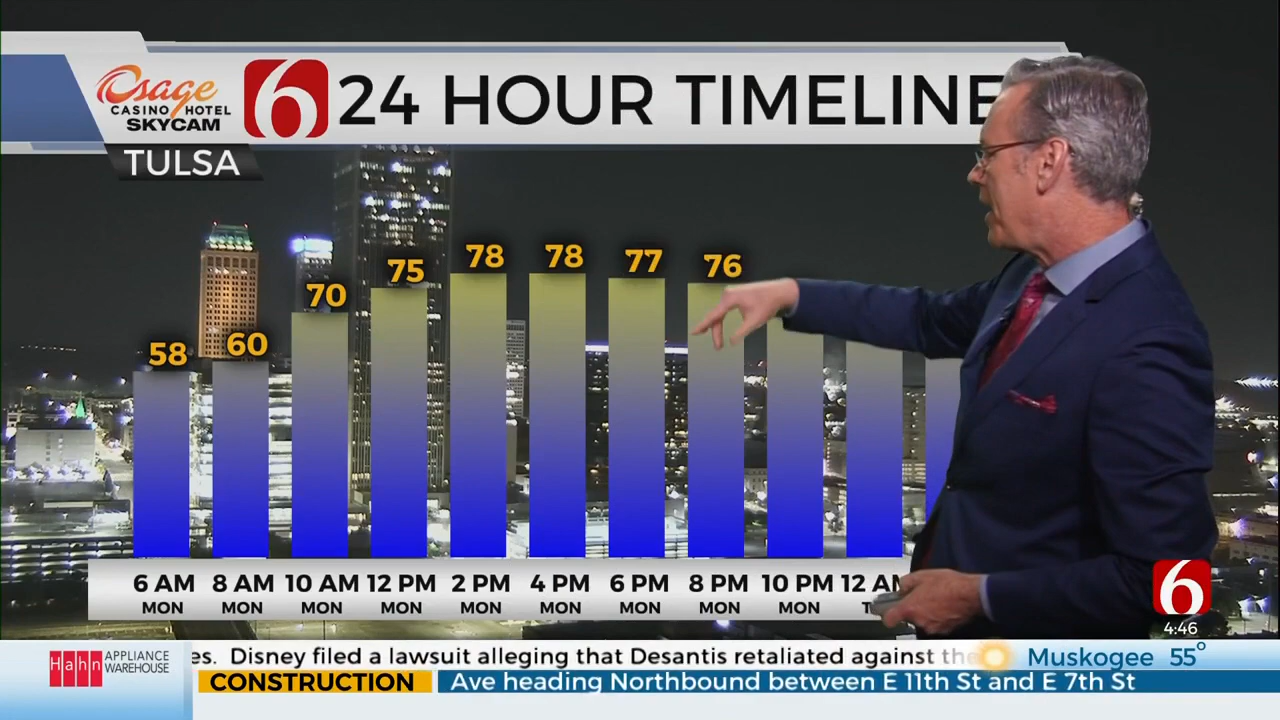 Osage
CASINO HOTEL
SKYCAM
6 24 HOUR TIMELINE
TULSA
58 60 70 75 78 78 77 76
6 AM 8 AM 10 AM 12 PM 2 PM 4 PM 6 PM 8 PM 10 PM 12 AM
MON MON MON MON MON MON MON MON MON
6
4:46
Hahn APPLIANCE WAREHOUSE
es. Disney filed a lawsuit alleging that Desantis retaliated against the Muskogee 55°
CONSTRUCTION Ave heading Northbound between E 11th St and E 7th St